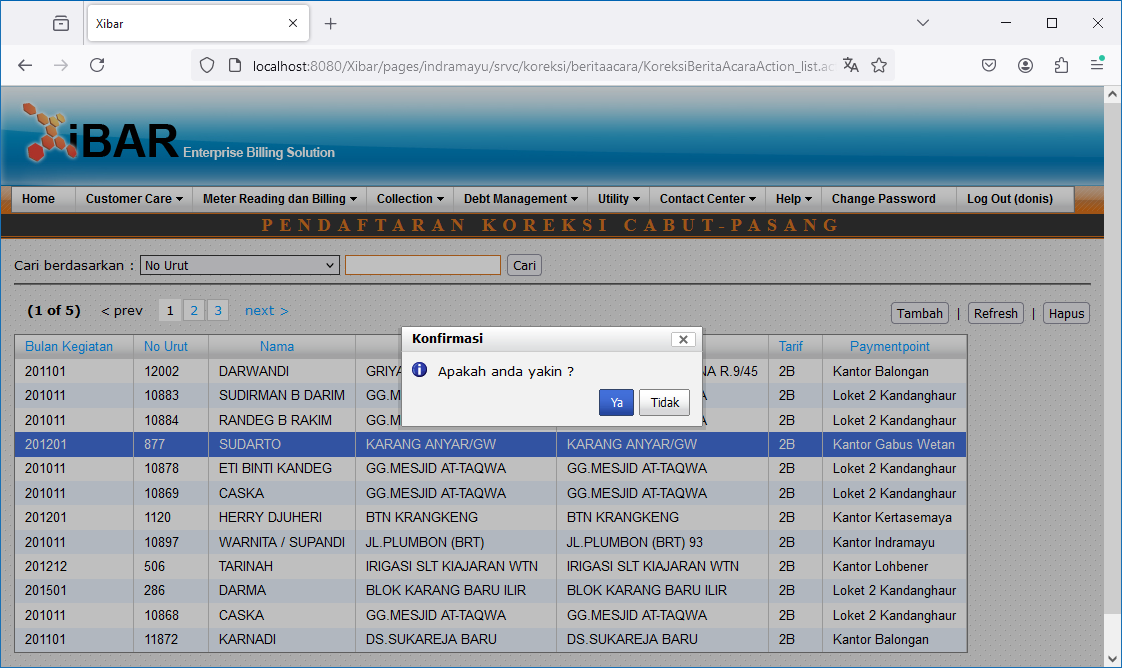 Xibar
localhost:8080/Xibar/pages/indramayu/srvc/koreksi/beritaacara/KoreksiBeritaAcaraAction_list.ac
iBAR Enterprise Billing Solution
Home Customer Care Meter Reading dan Billing Collection Debt Management Utility Contact Center Help Change Password Log Out (donis)
PENDAFTARAN KOREKSI CABUT-PASANG
Cari berdasarkan : No Urut Cari
(1 of 5) < prev 1 2 3 next > Tambah | Refresh | Hapus
Konfirmasi
Apakah anda yakin ?
Ya Tidak
Bulan Kegiatan No Urut Nama Tarif Paymentpoint
201101 12002 DARWANDI GRIYA NA R.9/45 2B Kantor Balongan
201011 10883 SUDIRMAN B DARIM GG.M 2B Loket 2 Kandanghaur
201011 10884 RANDEG B RAKIM GG.M 2B Loket 2 Kandanghaur
201201 877 SUDARTO KARANG ANYAR/GW KARANG ANYAR/GW 2B Kantor Gabus Wetan
201011 10878 ETI BINTI KANDEG GG.MESJID AT-TAQWA GG.MESJID AT-TAQWA 2B Loket 2 Kandanghaur
201011 10869 CASKA GG.MESJID AT-TAQWA GG.MESJID AT-TAQWA 2B Loket 2 Kandanghaur
201201 1120 HERRY DJUHERI BTN KRANGKENG BTN KRANGKENG 2B Kantor Kertasemaya
201011 10897 WARNITA / SUPANDI JL.PLUMBON (BRT) JL.PLUMBON (BRT) 93 2B Kantor Indramayu
201212 506 TARINAH IRIGASI SLT KIAJARAN WTN IRIGASI SLT KIAJARAN WTN 2B Kantor Lohbener
201501 286 DARMA BLOK KARANG BARU ILIR BLOK KARANG BARU ILIR 2B Loket 2 Kandanghaur
201011 10868 CASKA GG.MESJID AT-TAQWA GG.MESJID AT-TAQWA 2B Loket 2 Kandanghaur
201101 11872 KARNADI DS.SUKAREJA BARU DS.SUKAREJA BARU 2B Kantor Balongan